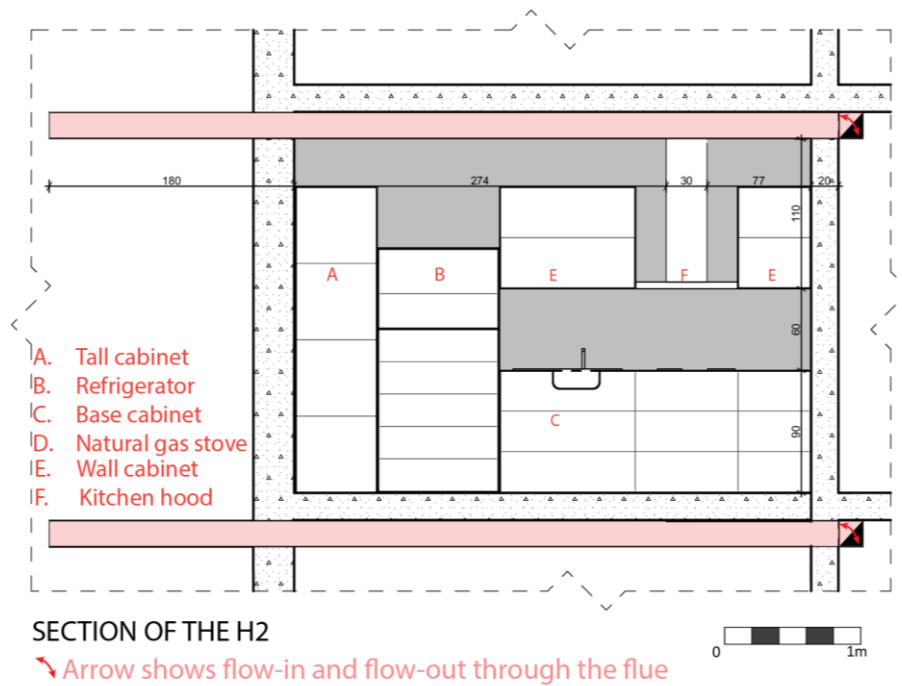 180
274
30
77
20
110
A
B
E
F
E
60
A. Tall cabinet
B. Refrigerator
C. Base cabinet
D. Natural gas stove
E. Wall cabinet
F. Kitchen hood
C
90
SECTION OF THE H2
0
1m
Arrow shows flow-in and flow-out through the flue